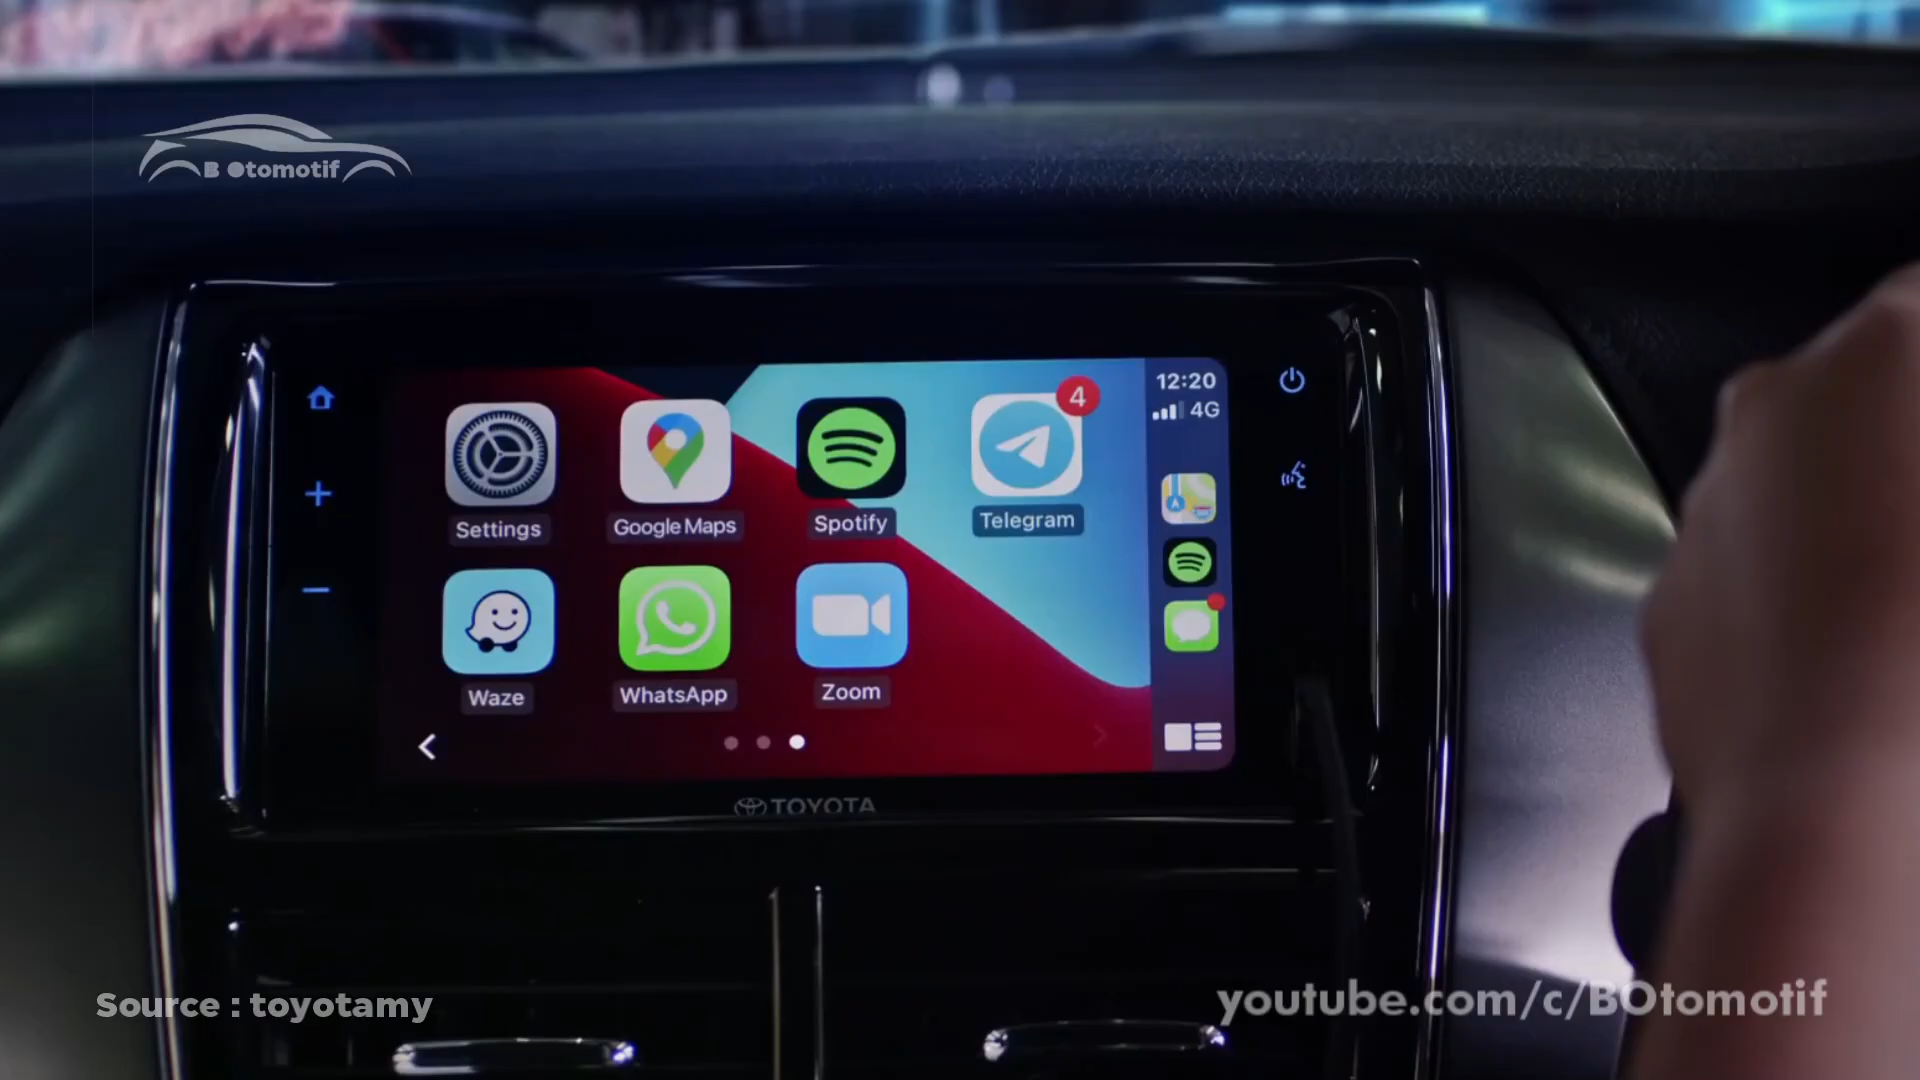 B Otomotif
12:20
4G
4
Settings
Google Maps
Spotify
Telegram
Waze
WhatsApp
Zoom
TOYOTA
Source : toyotamy
youtube.com/c/BOtomotif